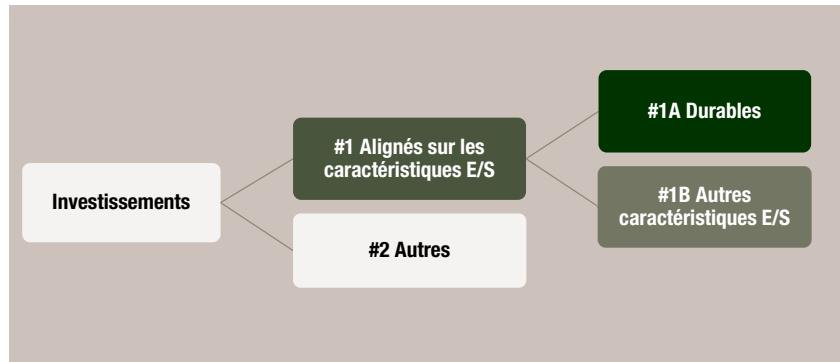 Investissements
#1 Alignés sur les
caractéristiques E/S
#2 Autres
#1A Durables
#1B Autres
caractéristiques E/S